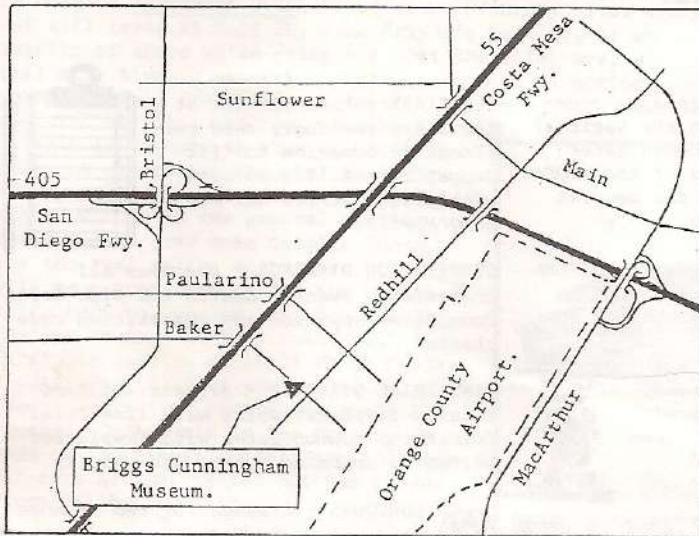 55
Costa Mesa
Fwy.
Sunflower
Bristol
Main
405
San
Diego Fwy.
Redhill
Paularino
Baker
Orange County
Airport.
MacArthur
Briggs Cunningham
Museum.